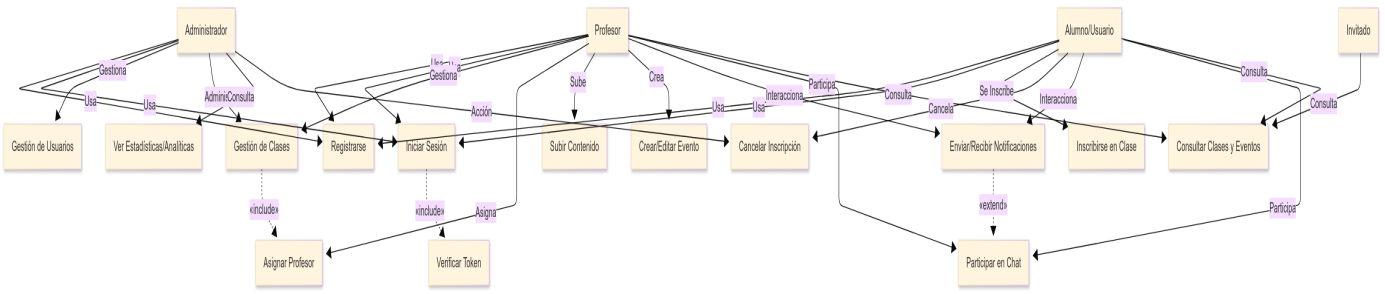 Administrador
Profesor
Alumno/Usuario
Invitado
Usa
Gestiona
Gestiona
Sube
Crea
Participa
Interacciona
Consulta
Se Inscribe
Interacciona
Consulta
Consulta
Usa
Usa
Consulta
Acción
Usa
Usa
Cancela
Gestión de Usuarios
Ver Estadísticas/Analíticas
Gestión de Clases
Registrarse
Iniciar Sesión
Subir Contenido
Crear/Editar Evento
Cancelar Inscripción
Enviar/Recibir Notificaciones
Inscribirse en Clase
Consultar Clases y Eventos
«include»
«include»
Asigna
«extend»
Participa
Asignar Profesor
Verificar Token
Participar en Chat